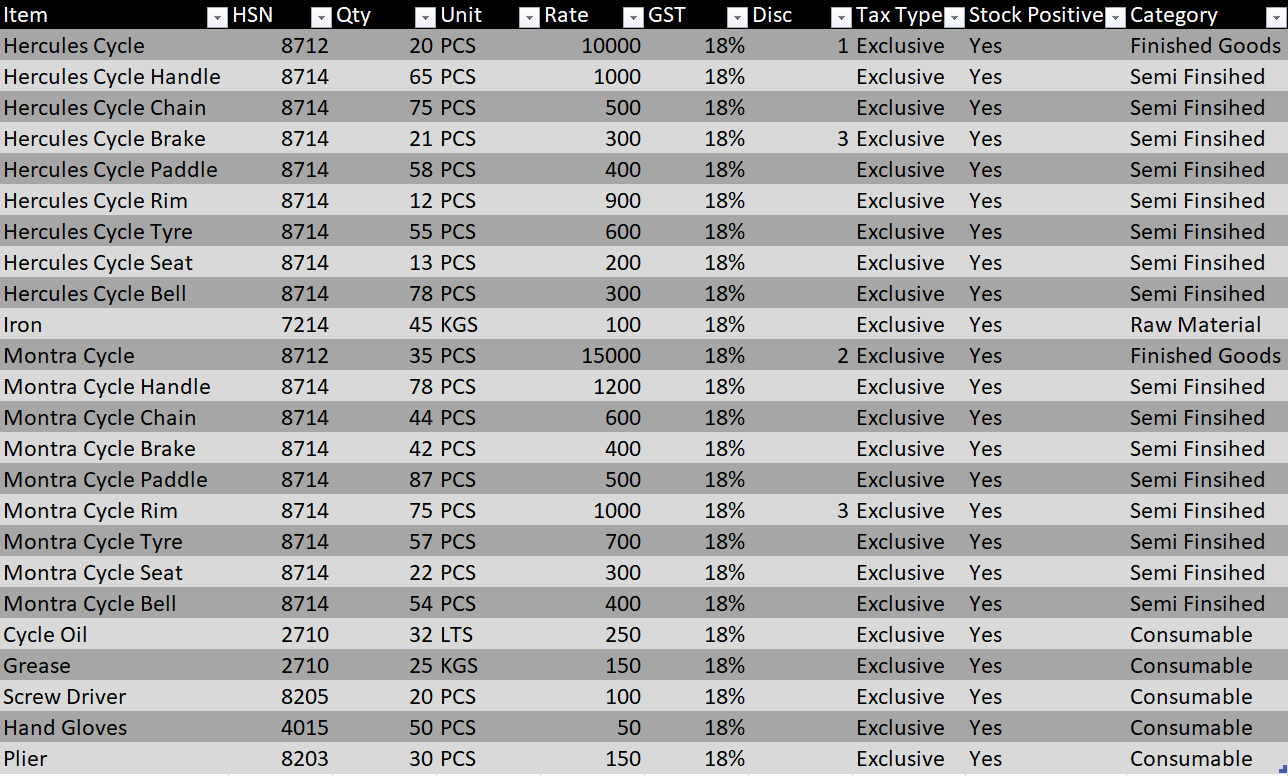 Item HSN Qty Unit Rate GST Disc Tax Type Stock Positive Category
Hercules Cycle 8712 20 PCS 10000 18% 1 Exclusive Yes Finished Goods
Hercules Cycle Handle 8714 65 PCS 1000 18% Exclusive Yes Semi Finsihed
Hercules Cycle Chain 8714 75 PCS 500 18% Exclusive Yes Semi Finsihed
Hercules Cycle Brake 8714 21 PCS 300 18% 3 Exclusive Yes Semi Finsihed
Hercules Cycle Paddle 8714 58 PCS 400 18% Exclusive Yes Semi Finsihed
Hercules Cycle Rim 8714 12 PCS 900 18% Exclusive Yes Semi Finsihed
Hercules Cycle Tyre 8714 55 PCS 600 18% Exclusive Yes Semi Finsihed
Hercules Cycle Seat 8714 13 PCS 200 18% Exclusive Yes Semi Finsihed
Hercules Cycle Bell 8714 78 PCS 300 18% Exclusive Yes Semi Finsihed
Iron 7214 45 KGS 100 18% Exclusive Yes Raw Material
Montra Cycle 8712 35 PCS 15000 18% 2 Exclusive Yes Finished Goods
Montra Cycle Handle 8714 78 PCS 1200 18% Exclusive Yes Semi Finsihed
Montra Cycle Chain 8714 44 PCS 600 18% Exclusive Yes Semi Finsihed
Montra Cycle Brake 8714 42 PCS 400 18% Exclusive Yes Semi Finsihed
Montra Cycle Paddle 8714 87 PCS 500 18% Exclusive Yes Semi Finsihed
Montra Cycle Rim 8714 75 PCS 1000 18% 3 Exclusive Yes Semi Finsihed
Montra Cycle Tyre 8714 57 PCS 700 18% Exclusive Yes Semi Finsihed
Montra Cycle Seat 8714 22 PCS 300 18% Exclusive Yes Semi Finsihed
Montra Cycle Bell 8714 54 PCS 400 18% Exclusive Yes Semi Finsihed
Cycle Oil 2710 32 LTS 250 18% Exclusive Yes Consumable
Grease 2710 25 KGS 150 18% Exclusive Yes Consumable
Screw Driver 8205 20 PCS 100 18% Exclusive Yes Consumable
Hand Gloves 4015 50 PCS 50 18% Exclusive Yes Consumable
Plier 8203 30 PCS 150 18% Exclusive Yes Consumable